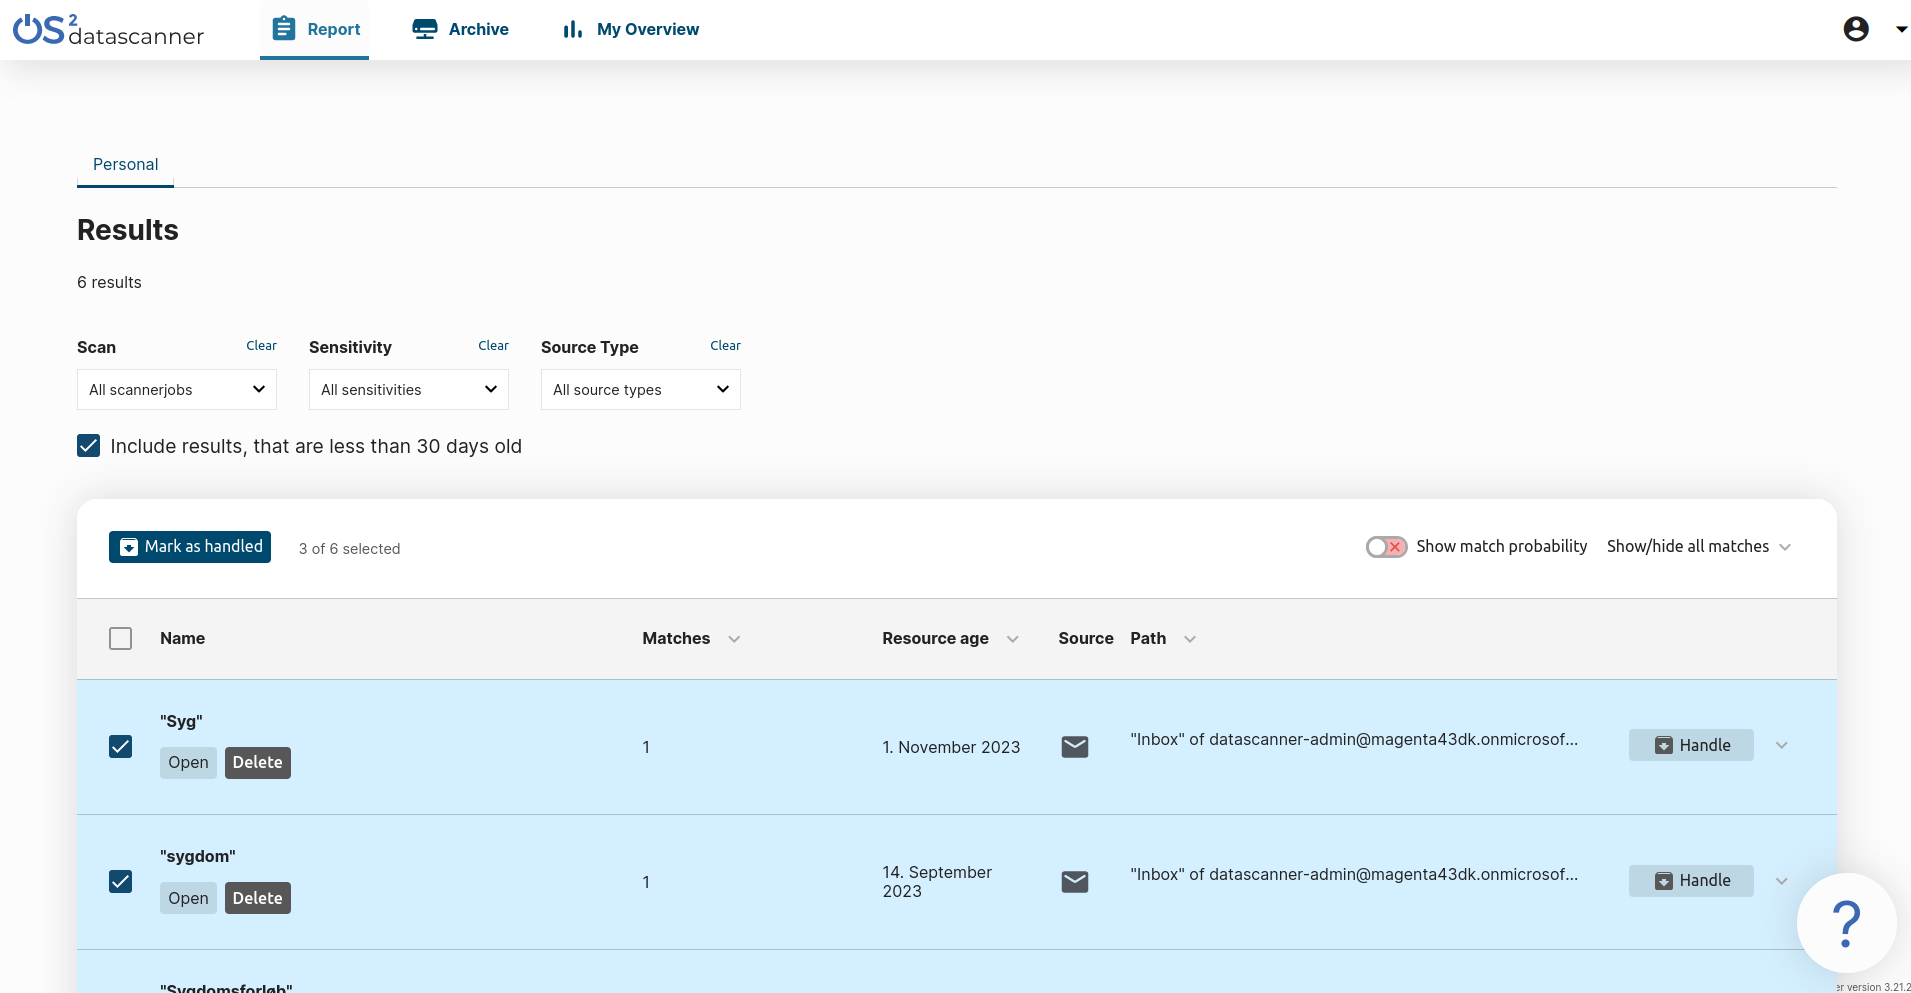 OS2datascanner
Report
Archive
My Overview
Personal
Results
6 results
Scan Clear
Sensitivity Clear
Source Type Clear
All scannerjobs
All sensitivities
All source types
Include results, that are less than 30 days old
Mark as handled
3 of 6 selected
Show match probability
Show/hide all matches
Name Matches Resource age Source Path
"Syg"
Open Delete
1
1. November 2023
"Inbox" of datascanner-admin@magenta43dk.onmicrosof...
Handle
"sygdom"
Open Delete
1
14. September
2023
"Inbox" of datascanner-admin@magenta43dk.onmicrosof...
Handle
?
"Sygdomsforløb"
er version 3.21.2